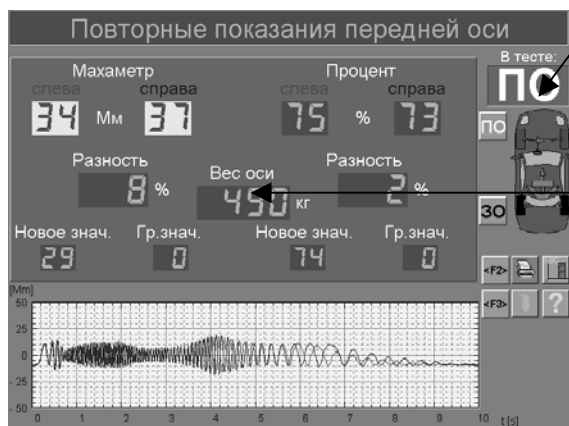 Повторные показания передней оси
В тесте:
ПО
Махаметр
Процент
слева
справа
слева
справа
34 Мм 37
75 % 73
ПО
Разность
Вес оси
Разность
8 %
490 кг
2 %
ЗО
Новое знач.
Гр.знач.
Новое знач.
Гр.знач.
29
0
74
0
<F2>
[Mm]
<F3> ?
50
25
0
- 25
- 50
0 1 2 3 4 5 6 7 8 9 10 t [s]